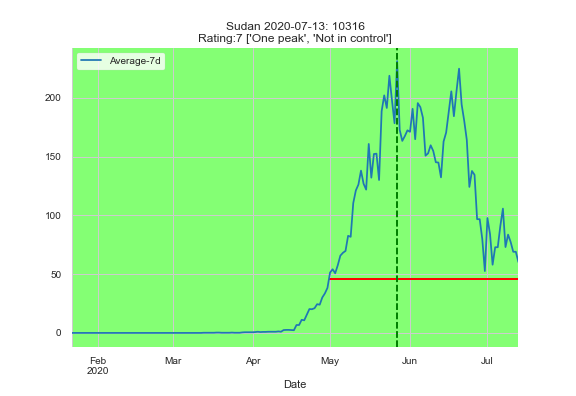 Sudan 2020-07-13: 10316
Rating:7 ['One peak', 'Not in control']
Average-7d
200
150
100
50
0
Feb Mar Apr May Jun Jul
2020
Date